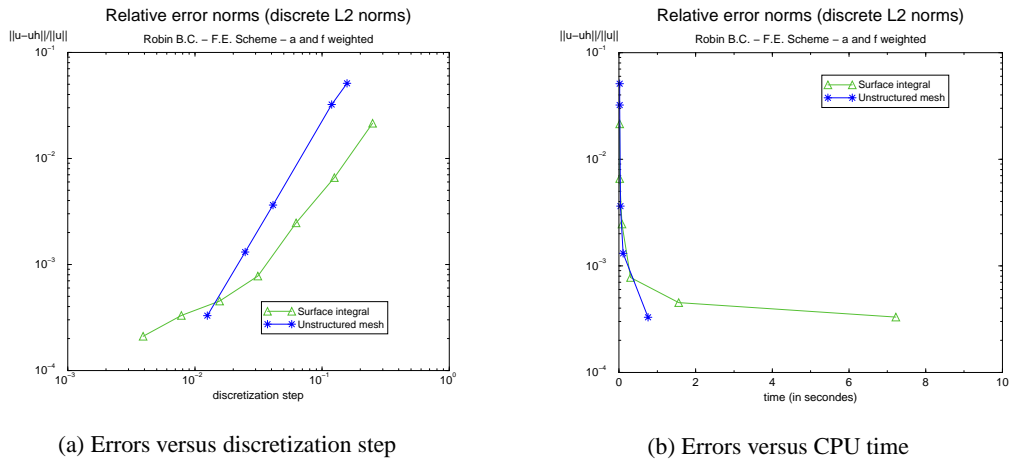 Relative error norms (discrete L2 norms)
Robin B.C. − F.E. Scheme − a and f weighted
||u−uh||/||u||
10^−1
10^−2
10^−3
10^−4
Surface integral
Unstructured mesh
10^−3
10^−2
10^−1
10^0
discretization step
(a) Errors versus discretization step
Relative error norms (discrete L2 norms)
Robin B.C. − F.E. Scheme − a and f weighted
||u−uh||/||u||
10^−1
Surface integral
Unstructured mesh
10^−2
10^−3
10^−4
0
2
4
6
8
10
time (in secondes)
(b) Errors versus CPU time